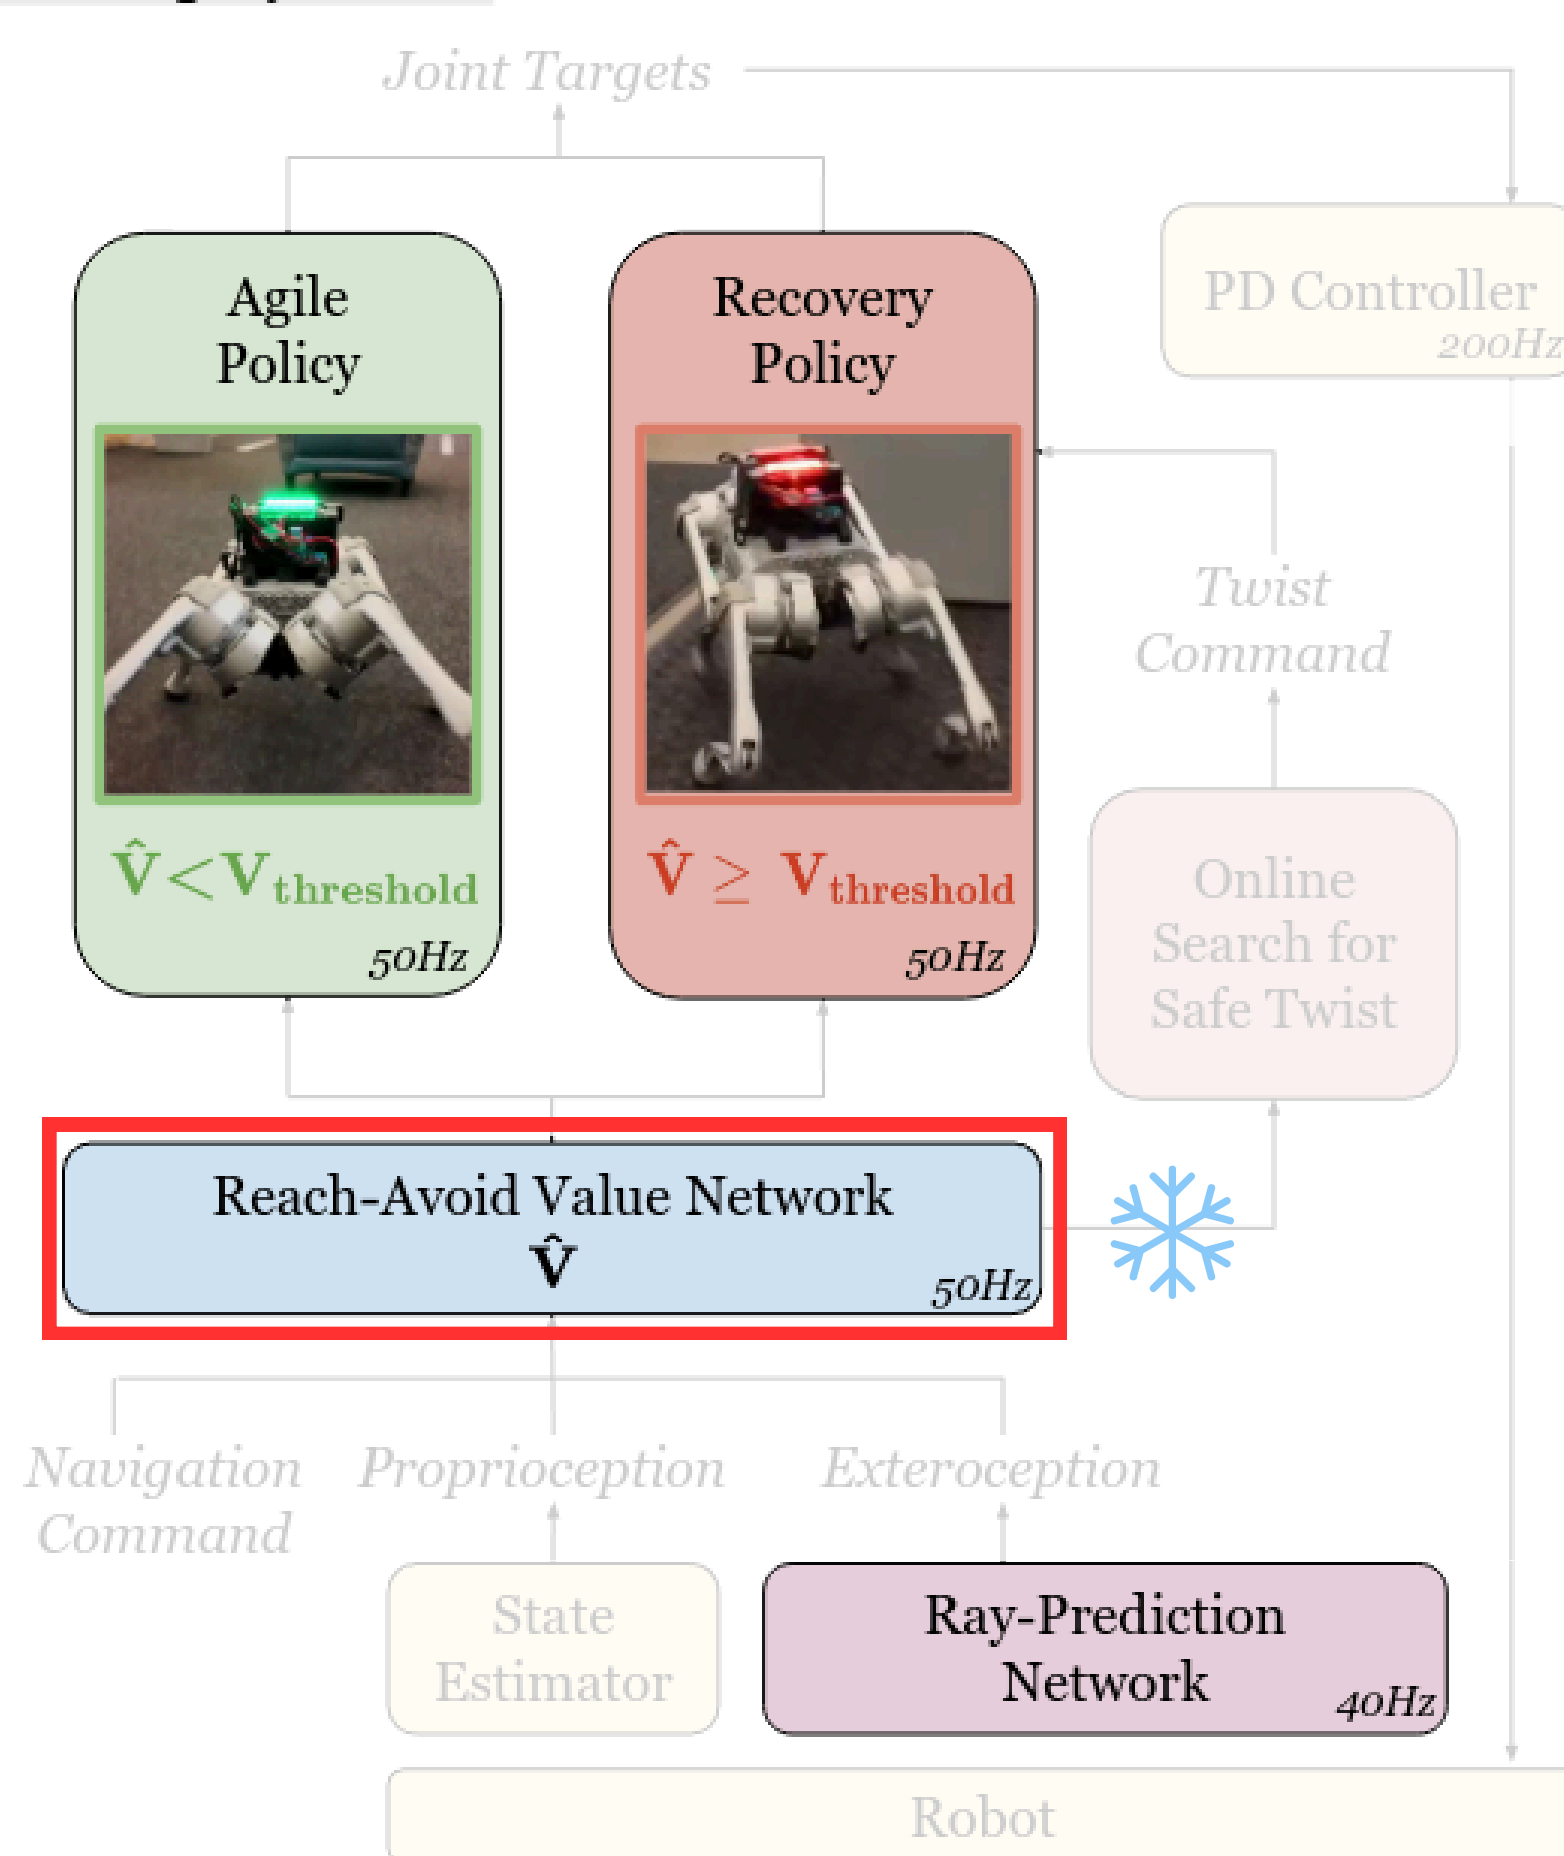 Joint Targets
Agile
Policy
V̂<V threshold
50Hz
Recovery
Policy
V̂ ≥ V threshold
50Hz
PD Controller
200Hz
Twist
Command
Online
Search for
Safe Twist
Reach-Avoid Value Network
V̂
50Hz
Navigation
Command
Proprioception
Exteroception
State
Estimator
Ray-Prediction
Network
40Hz
Robot